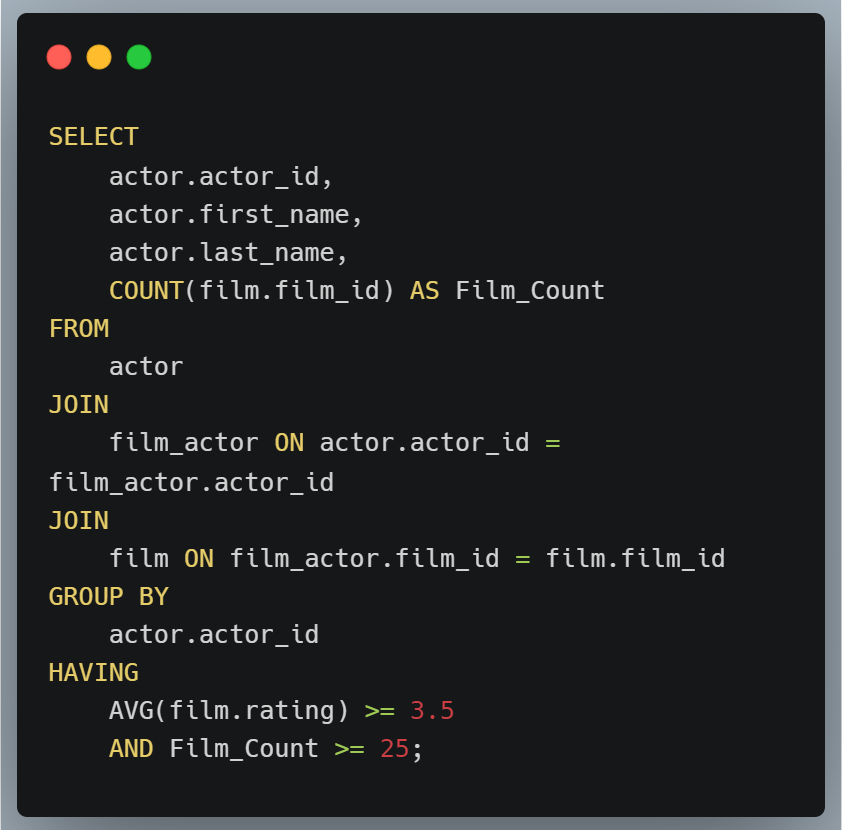 SELECT
    actor.actor_id,
    actor.first_name,
    actor.last_name,
    COUNT(film.film_id) AS Film_Count
FROM
    actor
JOIN
    film_actor ON actor.actor_id =
film_actor.actor_id
JOIN
    film ON film_actor.film_id = film.film_id
GROUP BY
    actor.actor_id
HAVING
    AVG(film.rating) >= 3.5
    AND Film_Count >= 25;